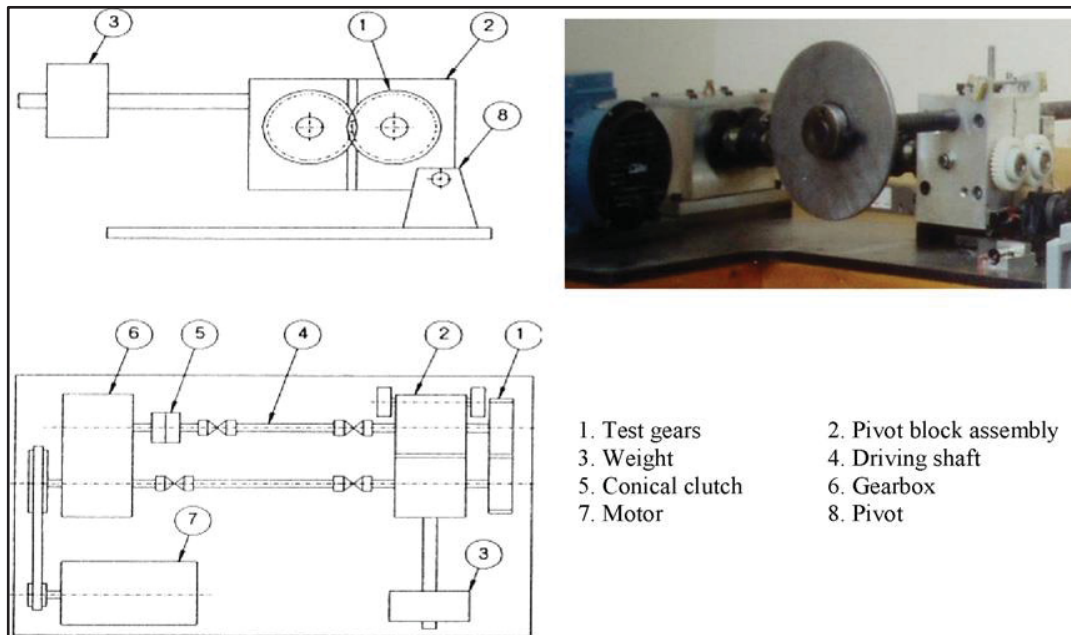 3
1
2
8
6
5
4
2
1
7
3
1. Test gears 2. Pivot block assembly
3. Weight 4. Driving shaft
5. Conical clutch 6. Gearbox
7. Motor 8. Pivot